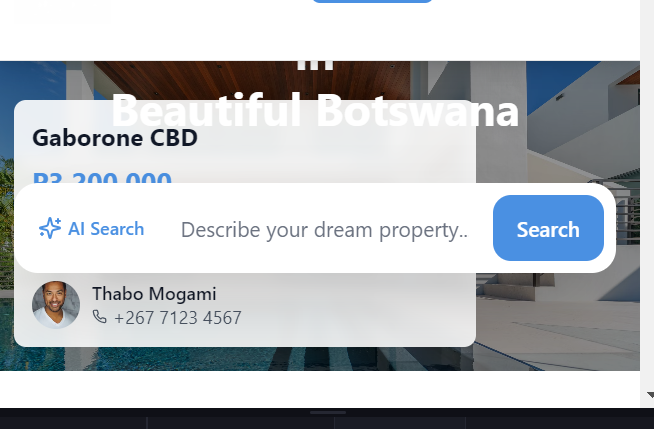 in
Beautiful Botswana
Gaborone CBD
P3,200,000
AI Search
Describe your dream property..
Search
Thabo Mogami
+267 7123 4567